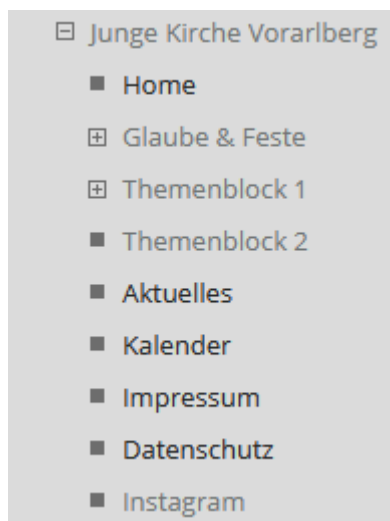 Junge Kirche Vorarlberg
Home
Glaube & Feste
Themenblock 1
Themenblock 2
Aktuelles
Kalender
Impressum
Datenschutz
Instagram